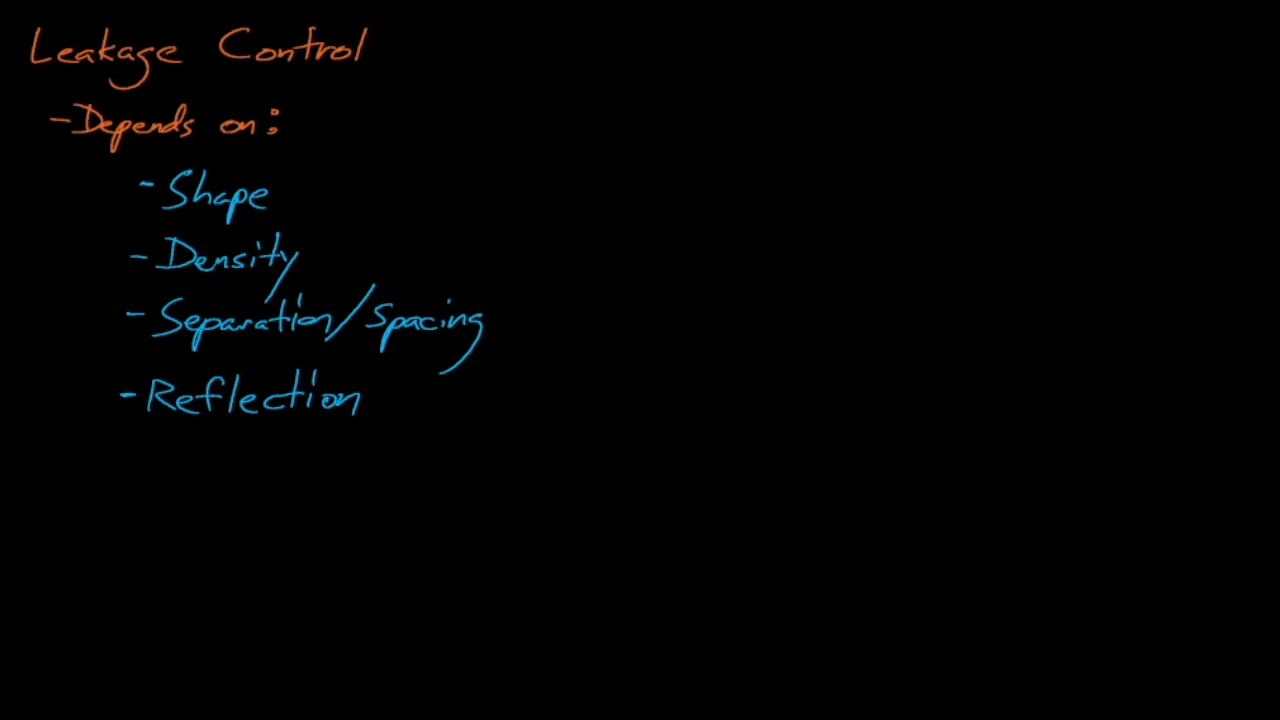 Leakage Control
- Depends on:
- Shape
- Density
- Separation/Spacing
- Reflection